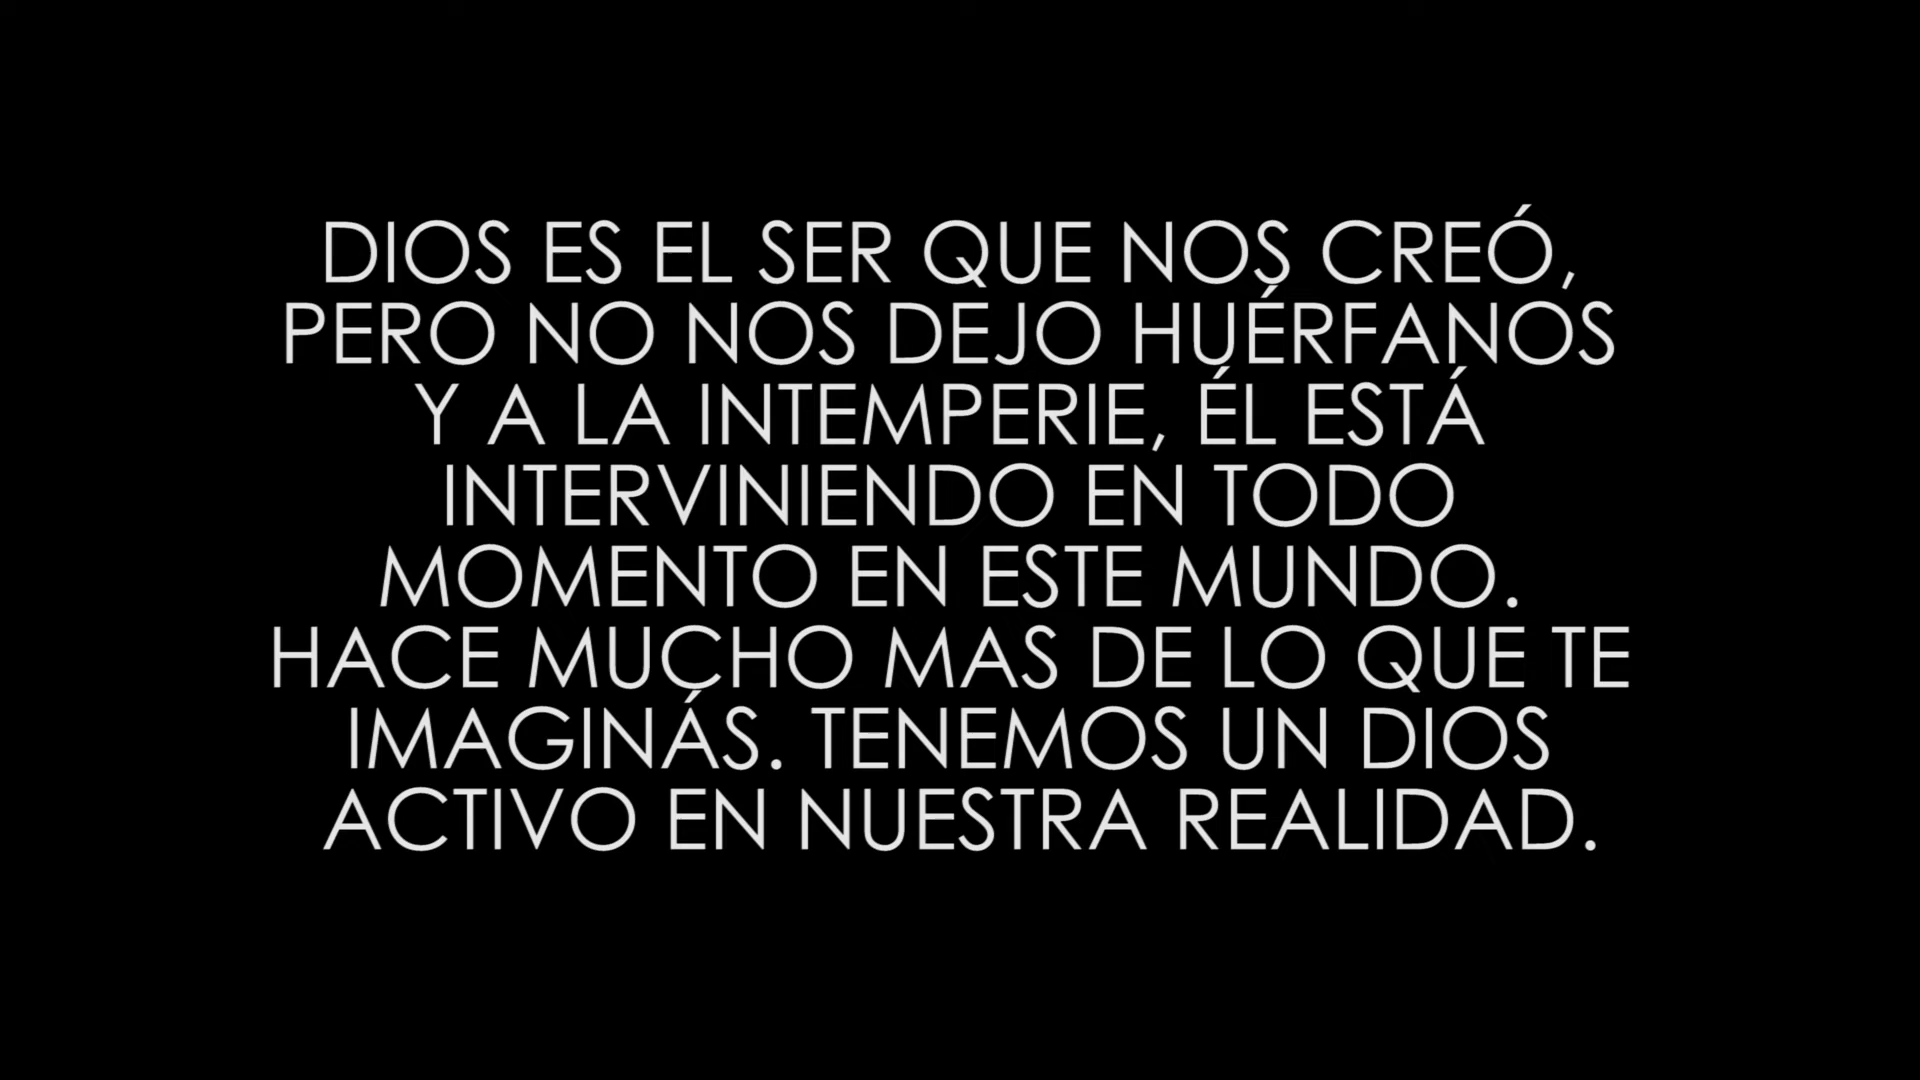 DIOS ES EL SER QUE NOS CREÓ,
PERO NO NOS DEJO HUÉRFANOS
Y A LA INTEMPERIE, ÉL ESTÁ
INTERVINIENDO EN TODO
MOMENTO EN ESTE MUNDO.
HACE MUCHO MAS DE LO QUE TE
IMAGINÁS. TENEMOS UN DIOS
ACTIVO EN NUESTRA REALIDAD.